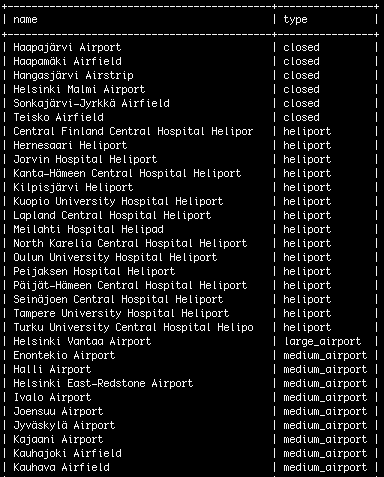 | name | type |
| Haapajärvi Airport | closed |
| Haapamäki Airfield | closed |
| Hangasjärvi Airstrip | closed |
| Helsinki Malmi Airport | closed |
| Sonkajärvi-Jyrkkä Airfield | closed |
| Teisko Airfield | closed |
| Central Finland Central Hospital Helipor | heliport |
| Hernesaari Heliport | heliport |
| Jorvin Hospital Heliport | heliport |
| Kanta-Hämeen Central Hospital Heliport | heliport |
| Kilpisjärvi Heliport | heliport |
| Kuopio University Hospital Heliport | heliport |
| Lapland Central Hospital Heliport | heliport |
| Meilahti Hospital Helipad | heliport |
| North Karelia Central Hospital Heliport | heliport |
| Oulun University Hospital Heliport | heliport |
| Peijaksen Hospital Heliport | heliport |
| Päijät-Hämeen Central Hospital Heliport | heliport |
| Seinäjoen Central Hospital Heliport | heliport |
| Tampere University Hospital Heliport | heliport |
| Turku University Central Hospital Helipo | heliport |
| Helsinki Vantaa Airport | large_airport |
| Enontekio Airport | medium_airport |
| Halli Airport | medium_airport |
| Helsinki East-Redstone Airport | medium_airport |
| Ivalo Airport | medium_airport |
| Joensuu Airport | medium_airport |
| Jyväskylä Airport | medium_airport |
| Kajaani Airport | medium_airport |
| Kauhajoki Airfield | medium_airport |
| Kauhava Airfield | medium_airport |